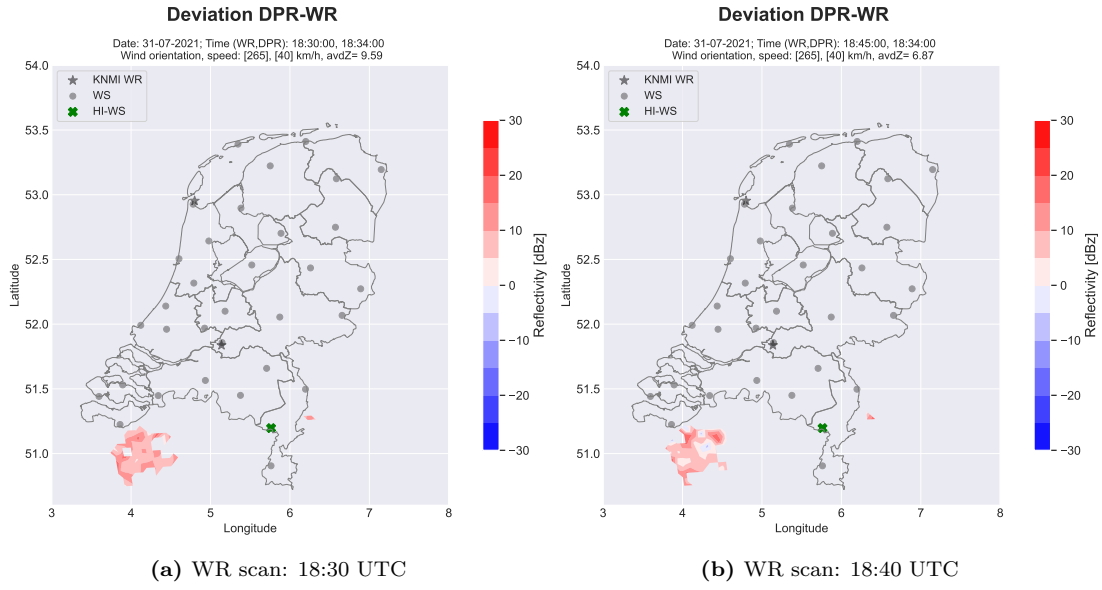 Deviation DPR-WR
Date: 31-07-2021; Time (WR,DPR): 18:30:00, 18:34:00
Wind orientation, speed: [265], [40] km/h, avdZ= 9.59
54.0
53.5
53.0
52.5
52.0
51.5
51.0
Latitude
KNMI WR
WS
HI-WS
3 4 5 6 7 8
Longitude
30
20
10
0
−10
−20
−30
Reflectivity [dBz]
(a) WR scan: 18:30 UTC
Deviation DPR-WR
Date: 31-07-2021; Time (WR,DPR): 18:45:00, 18:34:00
Wind orientation, speed: [265], [40] km/h, avdZ= 6.87
54.0
53.5
53.0
52.5
52.0
51.5
51.0
Latitude
KNMI WR
WS
HI-WS
3 4 5 6 7 8
Longitude
30
20
10
0
−10
−20
−30
Reflectivity [dBz]
(b) WR scan: 18:40 UTC